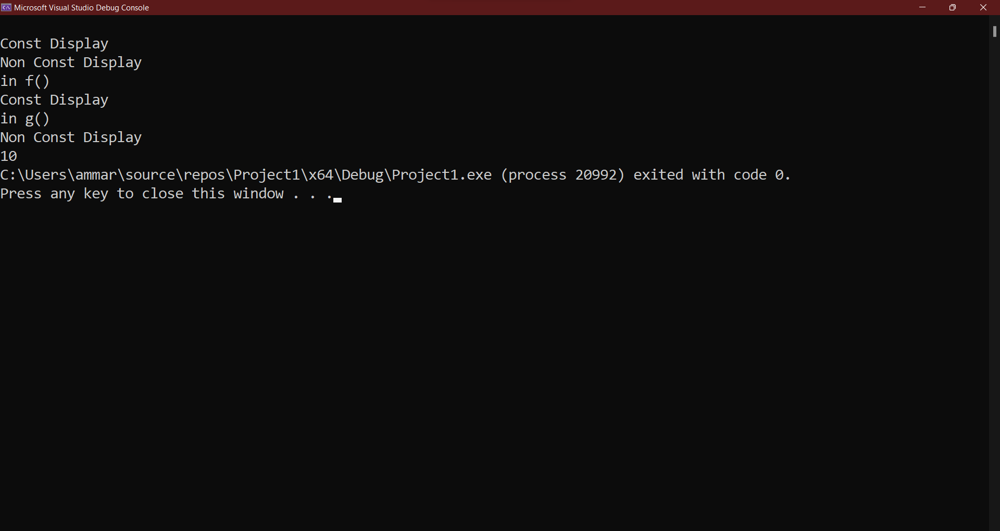 Microsoft Visual Studio Debug Console
Const Display
Non Const Display
in f()
Const Display
in g()
Non Const Display
10
C:\Users\ammar\source\repos\Project1\x64\Debug\Project1.exe (process 20992) exited with code 0.
Press any key to close this window . . .